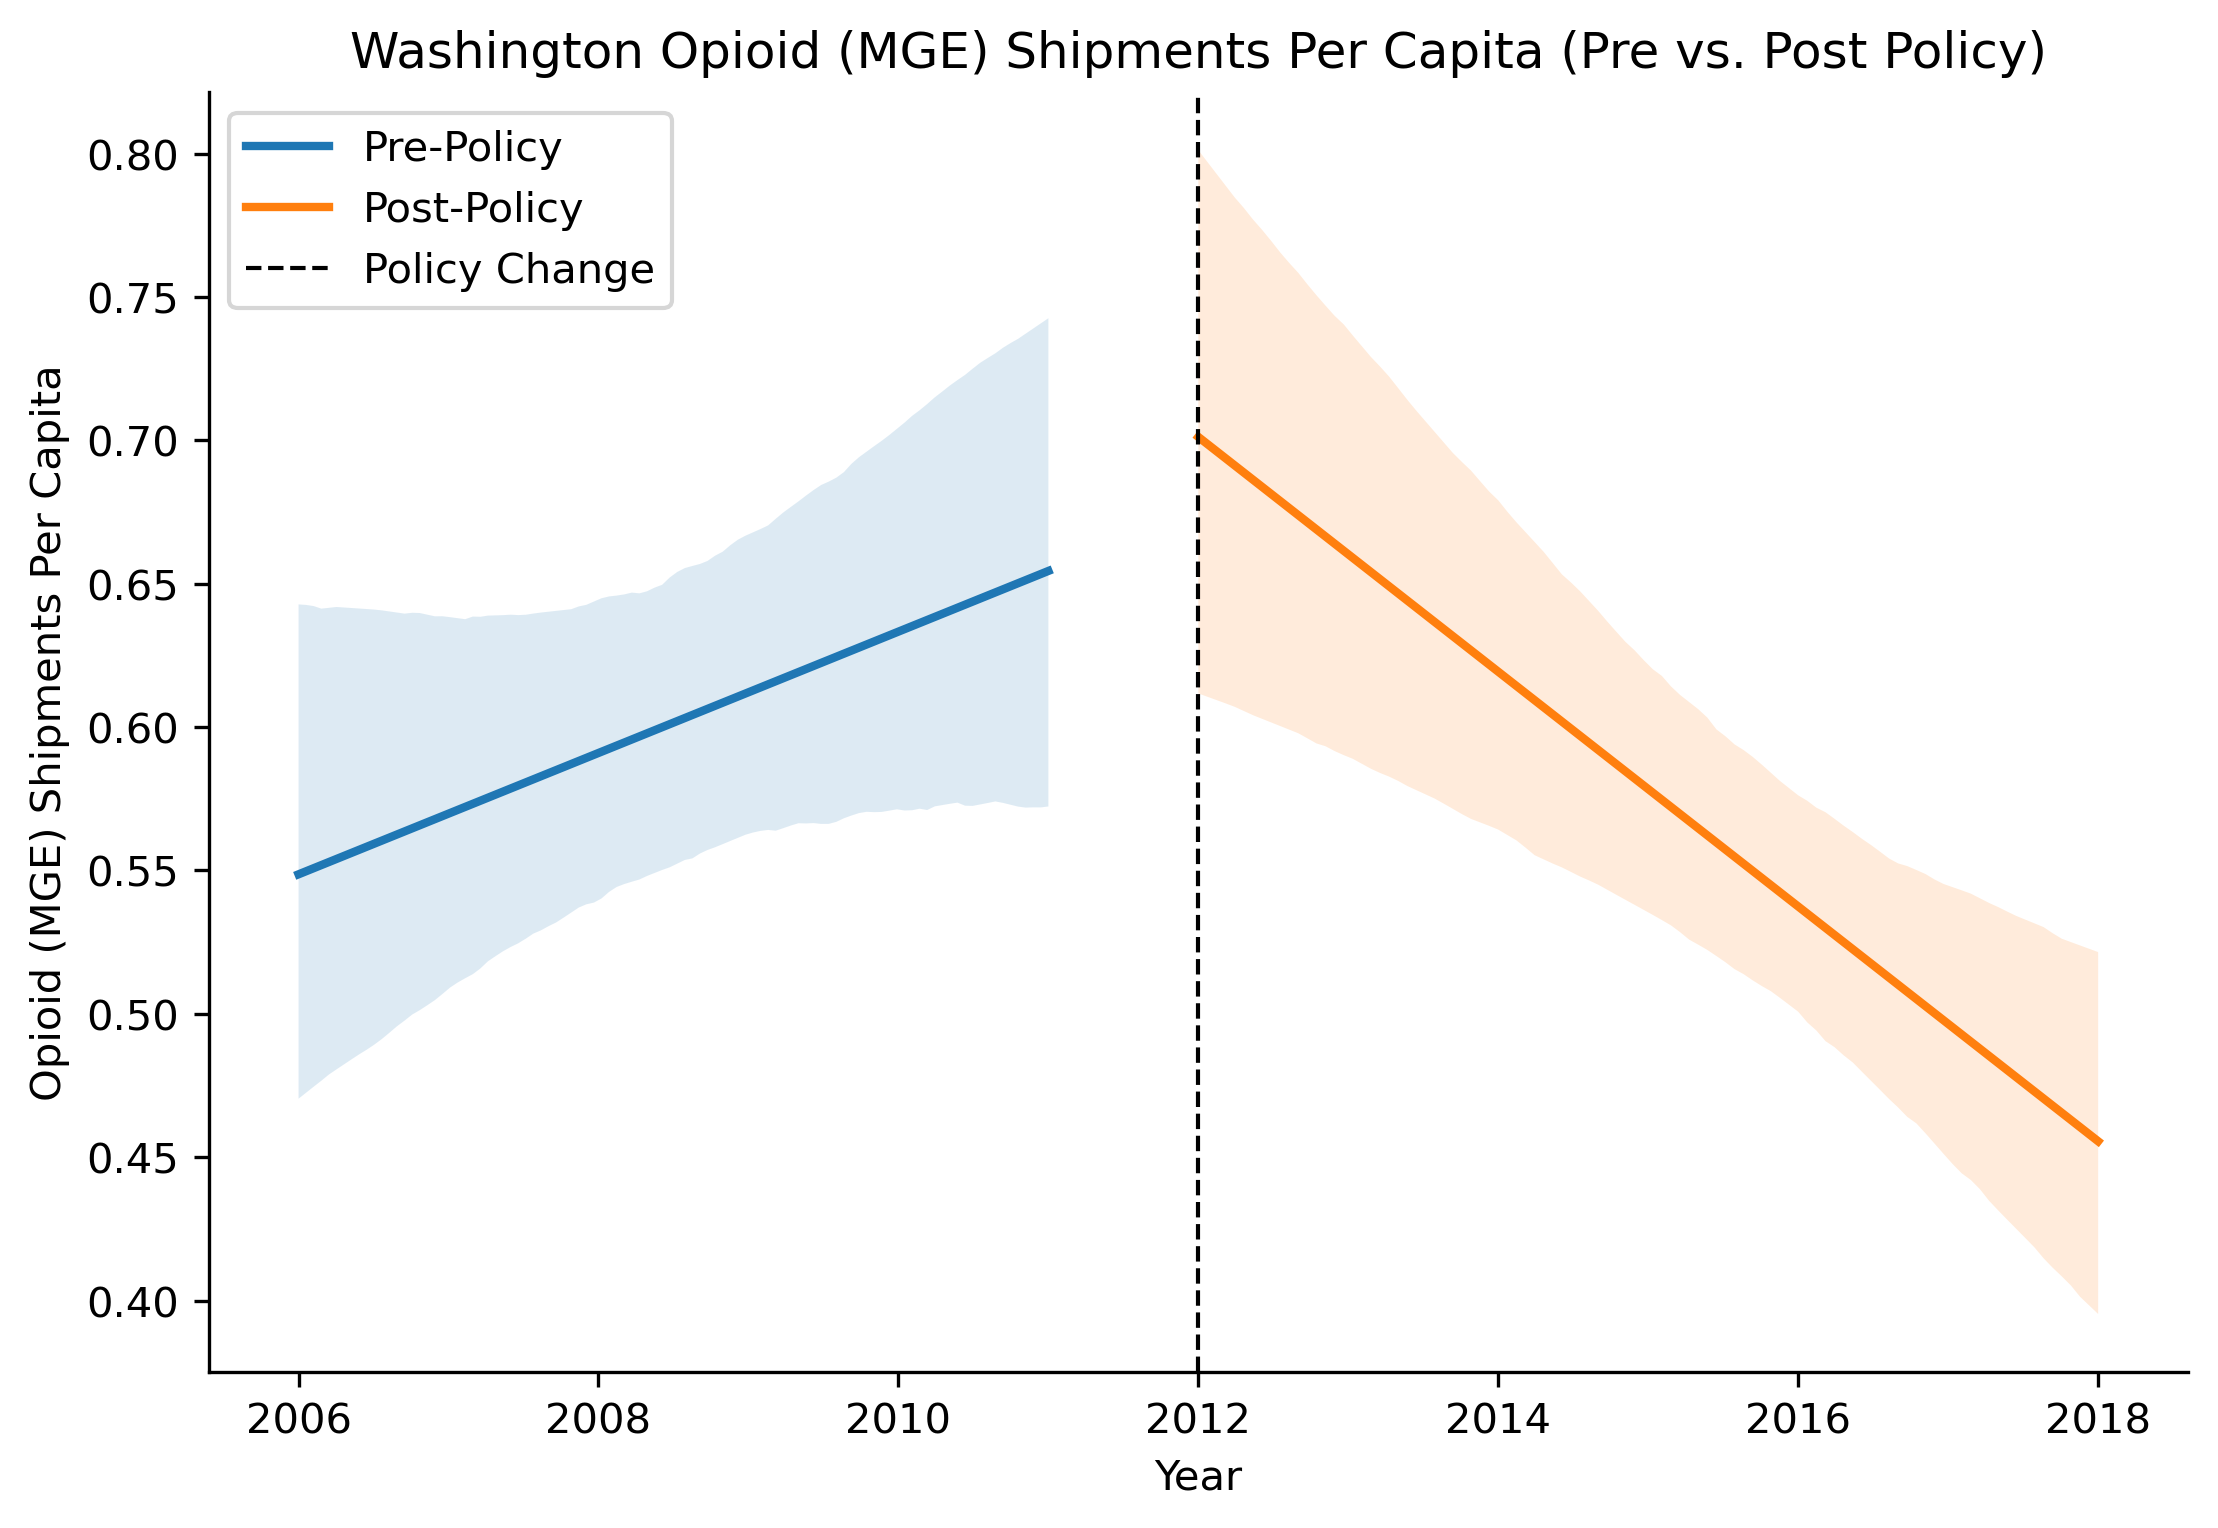 Washington Opioid (MGE) Shipments Per Capita (Pre vs. Post Policy)
Pre-Policy
Post-Policy
Policy Change
Opioid (MGE) Shipments Per Capita
0.80
0.75
0.70
0.65
0.60
0.55
0.50
0.45
0.40
2006 2008 2010 2012 2014 2016 2018
Year